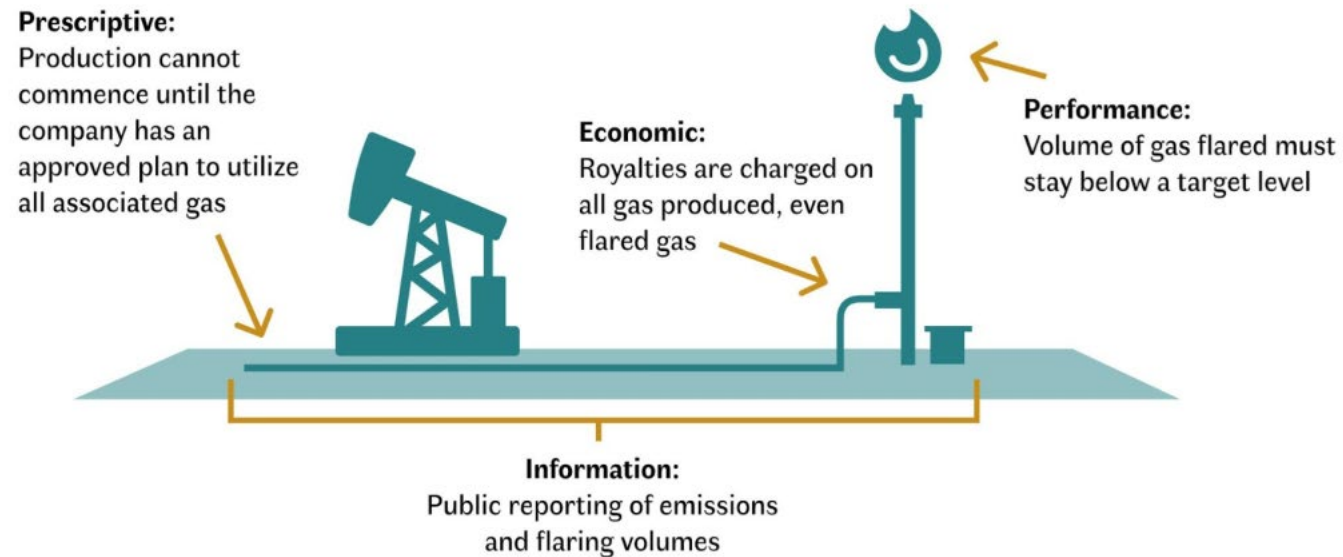 Prescriptive:
Production cannot
commence until the
company has an
approved plan to utilize
all associated gas
Economic:
Royalties are charged on
all gas produced, even
flared gas
Performance:
Volume of gas flared must
stay below a target level
Information:
Public reporting of emissions
and flaring volumes